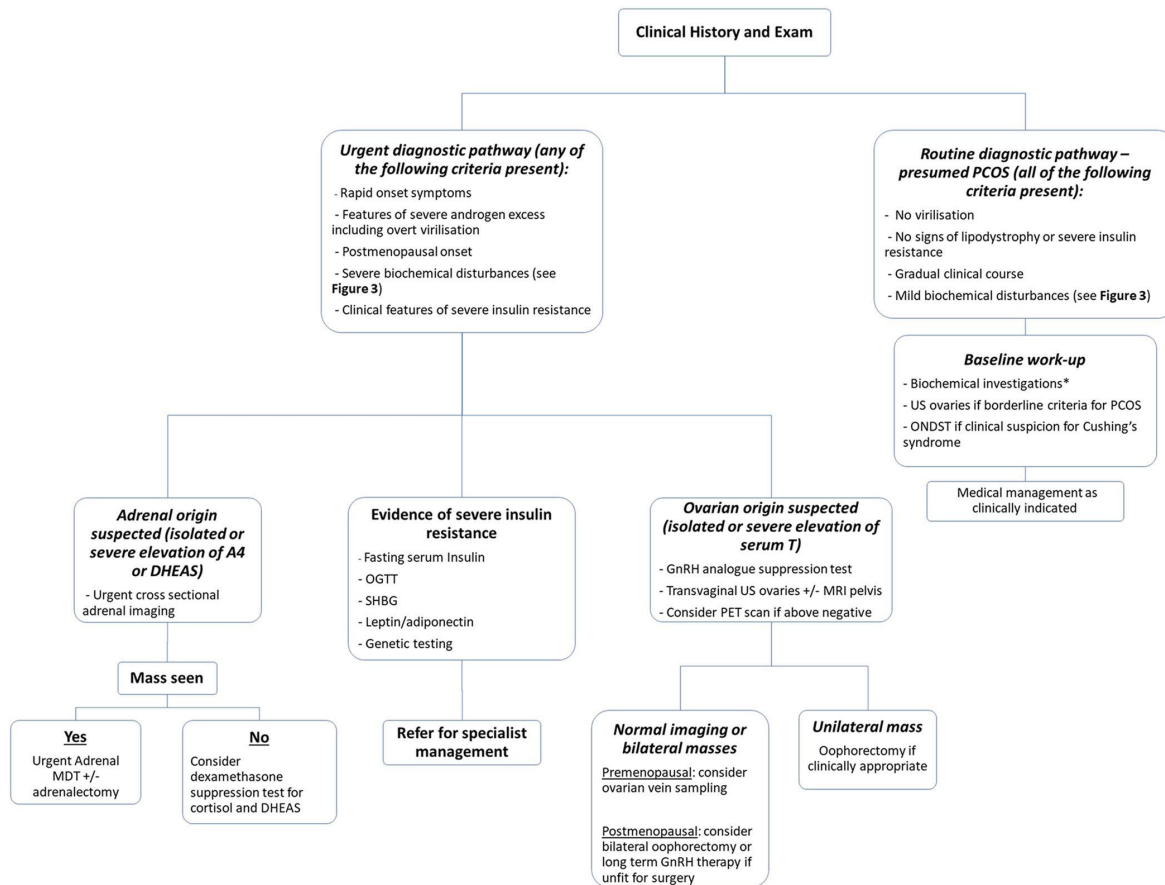 Clinical History and Exam
Urgent diagnostic pathway (any of
the following criteria present):
- Rapid onset symptoms
- Features of severe androgen excess
including overt virilisation
- Postmenopausal onset
- Severe biochemical disturbances (see
Figure 3)
- Clinical features of severe insulin resistance
Routine diagnostic pathway –
presumed PCOS (all of the following
criteria present):
- No virilisation
- No signs of lipodystrophy or severe insulin
resistance
- Gradual clinical course
- Mild biochemical disturbances (see Figure 3)
Baseline work-up
- Biochemical investigations*
- US ovaries if borderline criteria for PCOS
- ONDST if clinical suspicion for Cushing's
syndrome
Medical management as
clinically indicated
Adrenal origin
suspected (isolated or
severe elevation of A4
or DHEAS)
- Urgent cross sectional
adrenal imaging
Mass seen
Yes
Urgent Adrenal
MDT +/-
adrenalectomy
No
Consider
dexamethasone
suppression test for
cortisol and DHEAS
Evidence of severe insulin
resistance
- Fasting serum Insulin
- OGTT
- SHBG
- Leptin/adiponectin
- Genetic testing
Refer for specialist
management
Ovarian origin suspected
(isolated or severe elevation of
serum T)
- GnRH analogue suppression test
- Transvaginal US ovaries +/- MRI pelvis
- Consider PET scan if above negative
Normal imaging or
bilateral masses
Premenopausal: consider
ovarian vein sampling
Postmenopausal: consider
bilateral oophorectomy or
long term GnRH therapy if
unfit for surgery
Unilateral mass
Oophorectomy if
clinically appropriate